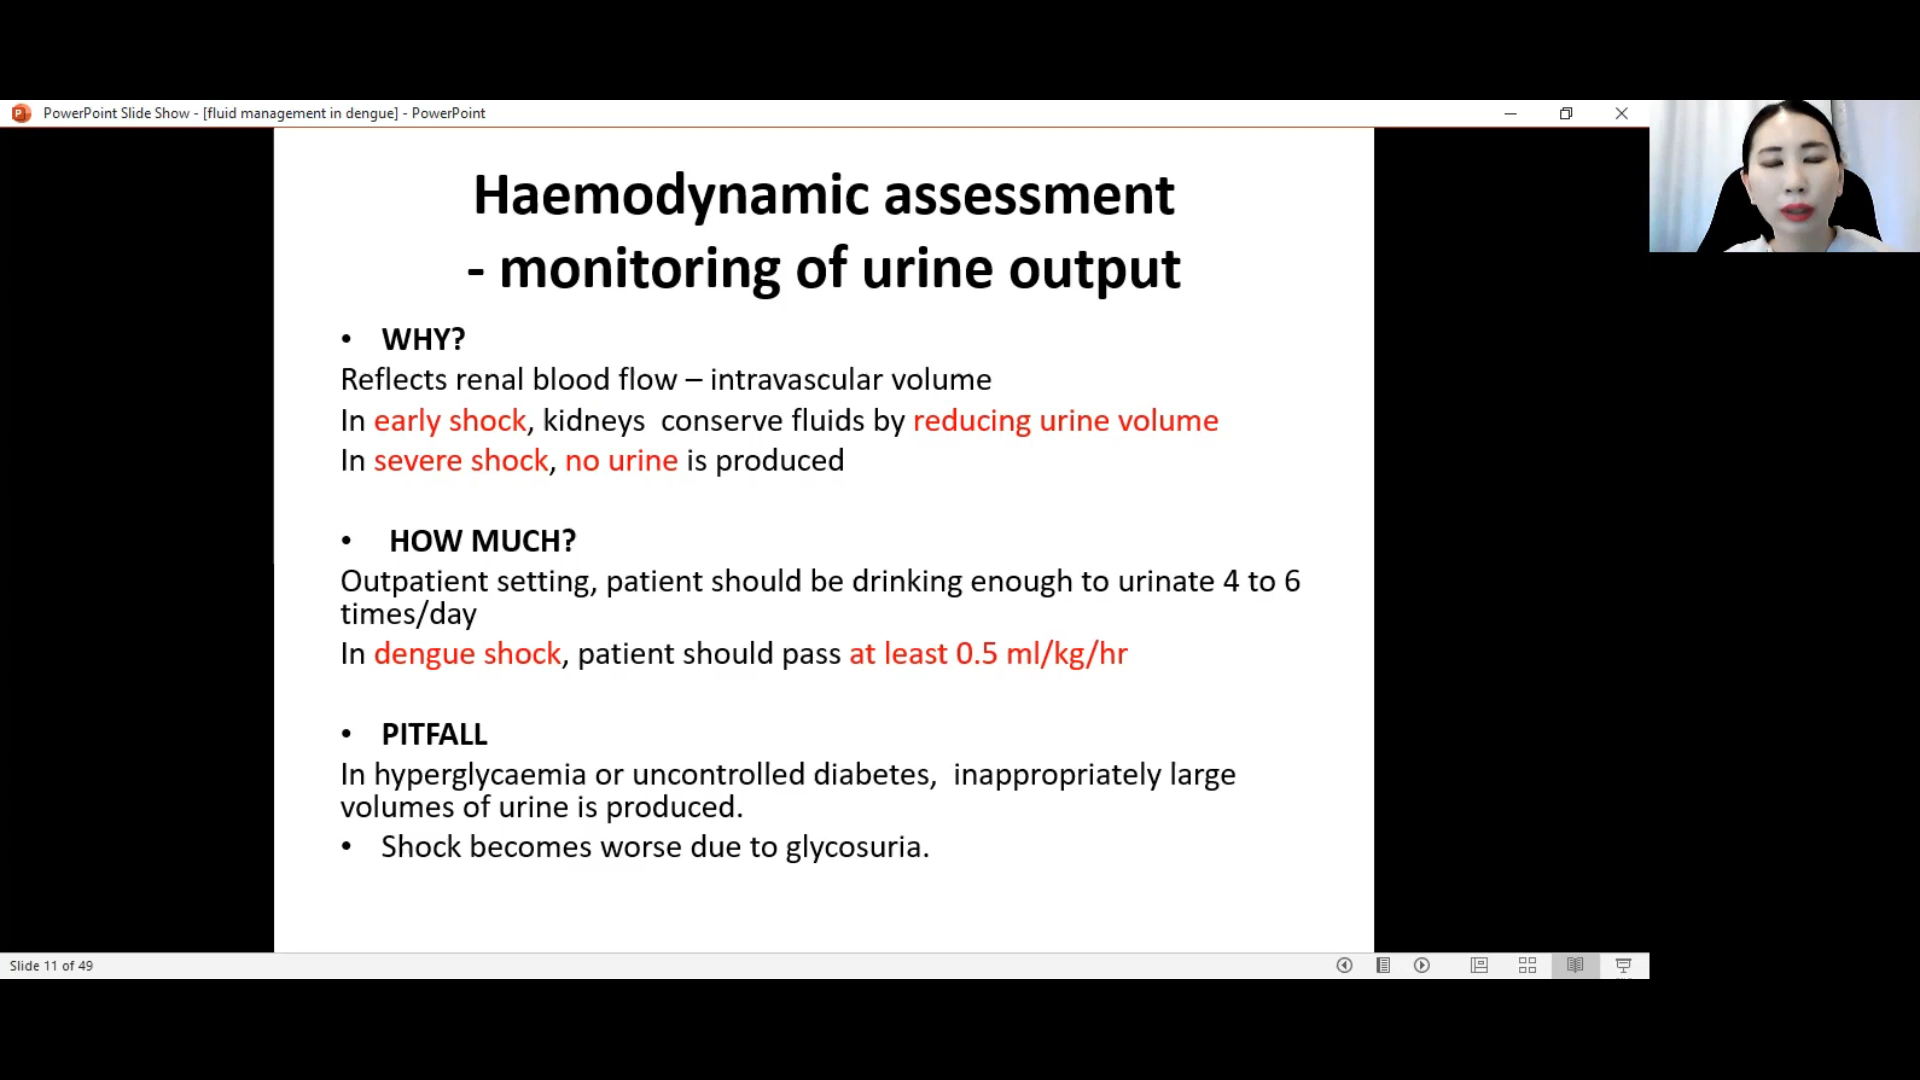 PowerPoint Slide Show - [fluid management in dengue] - PowerPoint
Haemodynamic assessment
- monitoring of urine output
• WHY?
Reflects renal blood flow – intravascular volume
In early shock, kidneys  conserve fluids by reducing urine volume
In severe shock, no urine is produced
• HOW MUCH?
Outpatient setting, patient should be drinking enough to urinate 4 to 6
times/day
In dengue shock, patient should pass at least 0.5 ml/kg/hr
• PITFALL
In hyperglycaemia or uncontrolled diabetes,  inappropriately large
volumes of urine is produced.
• Shock becomes worse due to glycosuria.
Slide 11 of 49